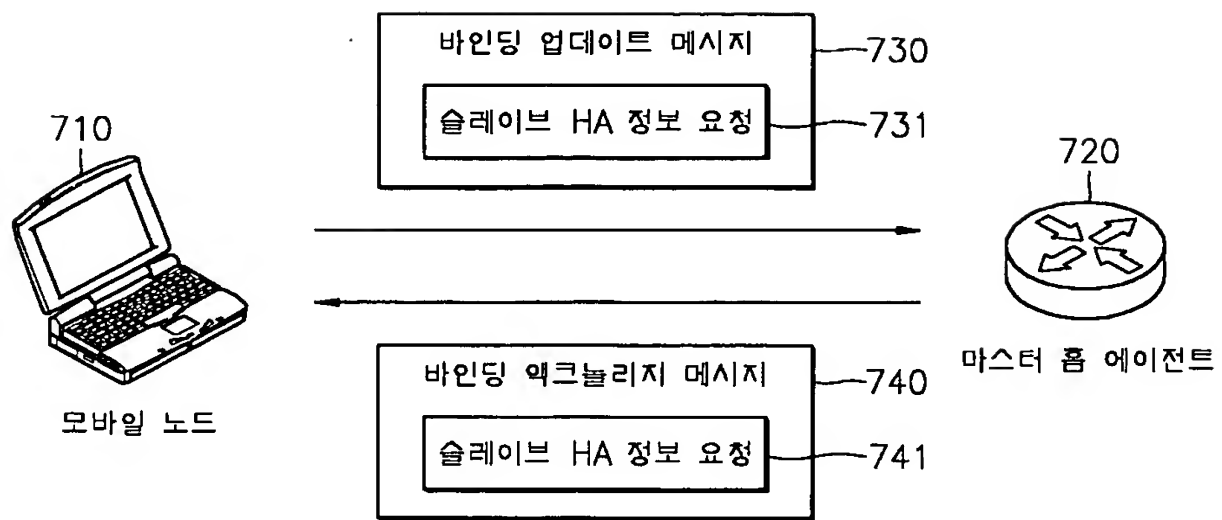 바인딩 업데이트 메시지
730
슬레이브 HA 정보 요청
731
710
720
바인딩 액크놀리지 메시지
740
슬레이브 HA 정보 요청
741
모바일 노드
마스터 홈 에이전트